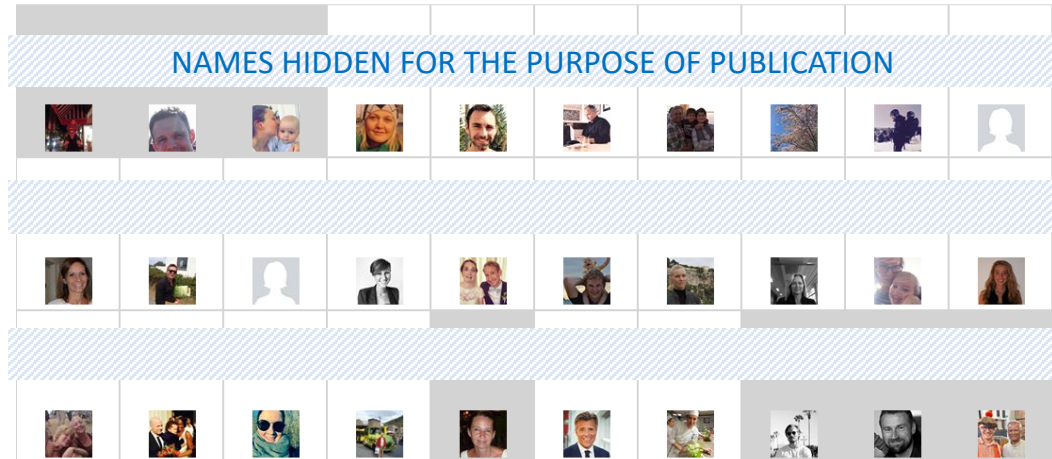 NAMES HIDDEN FOR THE PURPOSE OF PUBLICATION